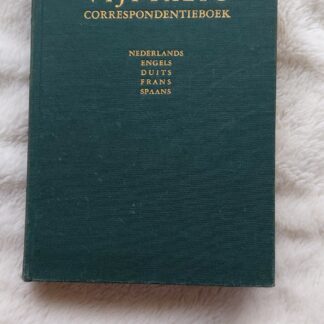 CORRESPONDENTIEBOEK
NEDERLANDS
ENGELS
DUITS
FRANS
SPAANS